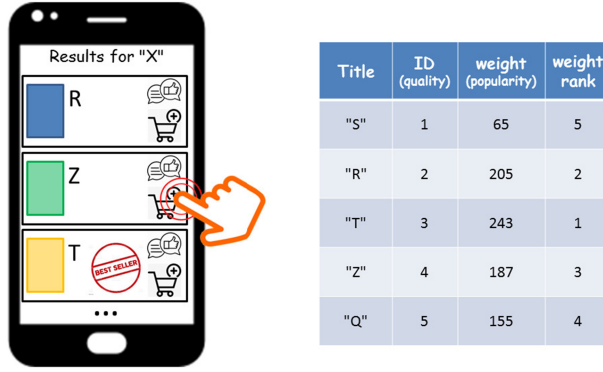 Results for "X"
R
Z
T
BEST SELLER
...
Title ID (quality) weight (popularity) weight rank
"S" 1 65 5
"R" 2 205 2
"T" 3 243 1
"Z" 4 187 3
"Q" 5 155 4